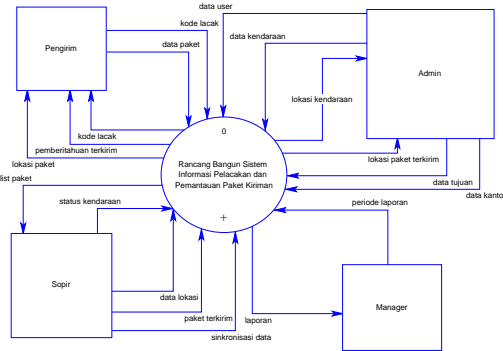 data user
kode lacak
data kendaraan
data paket
Pengirim
Admin
lokasi kendaraan
0
kode lacak
pemberitahuan terkirim
lokasi paket
Rancang Bangun Sistem
Informasi Pelacakan dan
Pemantauan Paket Kiriman
lokasi paket terkirim
list paket
data tujuan
data kanto
status kendaraan
periode laporan
+
Sopir
data lokasi
paket terkirim
laporan
Manager
sinkronisasi data